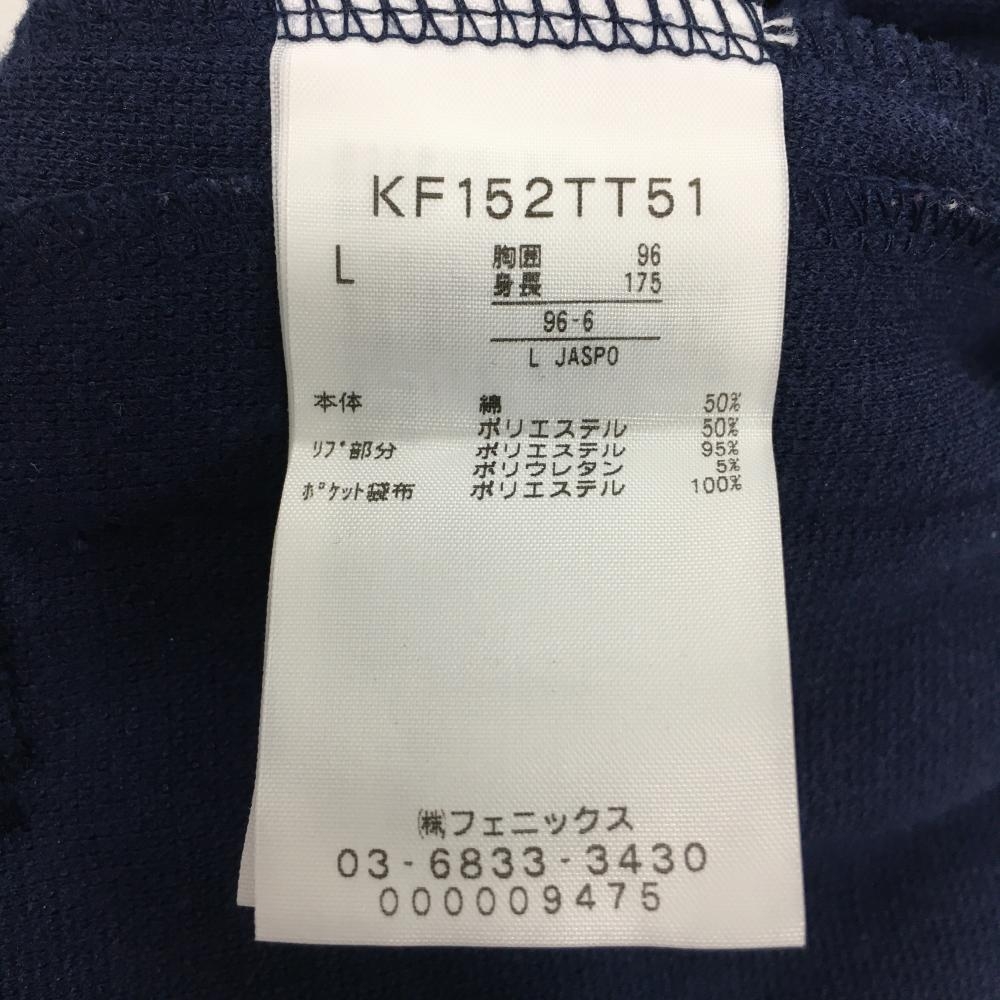 KF152TT51
L 胸囲 96
身長 175
96-6
L JASPO
本体 綿 50%
ポリエステル 50%
リブ部分 ポリエステル 95%
ポリウレタン 5%
ポケット袋布 ポリエステル 100%
㈱フェニックス
03-6833-3430
000009475